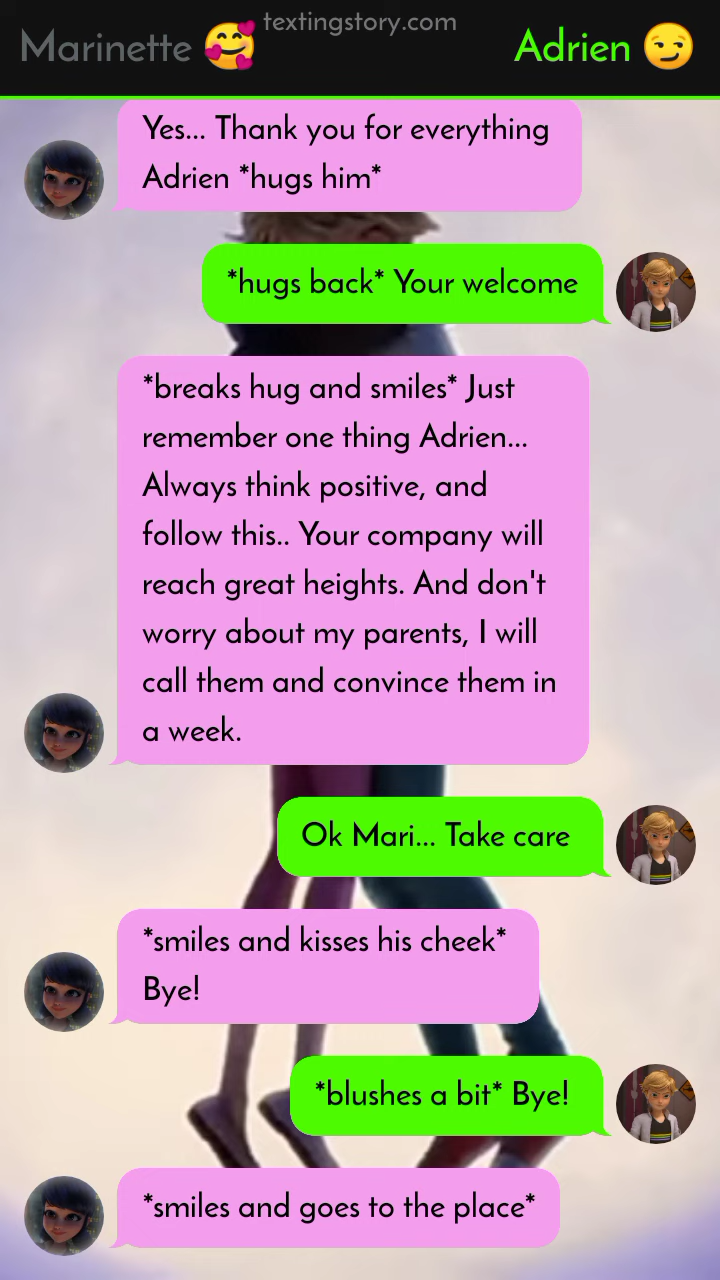 textingstory.com
Marinette 🥰
Adrien 😏
Yes... Thank you for everything
Adrien *hugs him*
*hugs back* Your welcome
*breaks hug and smiles* Just
remember one thing Adrien...
Always think positive, and
follow this.. Your company will
reach great heights. And don't
worry about my parents, I will
call them and convince them in
a week.
Ok Mari... Take care
*smiles and kisses his cheek*
Bye!
*blushes a bit* Bye!
*smiles and goes to the place*